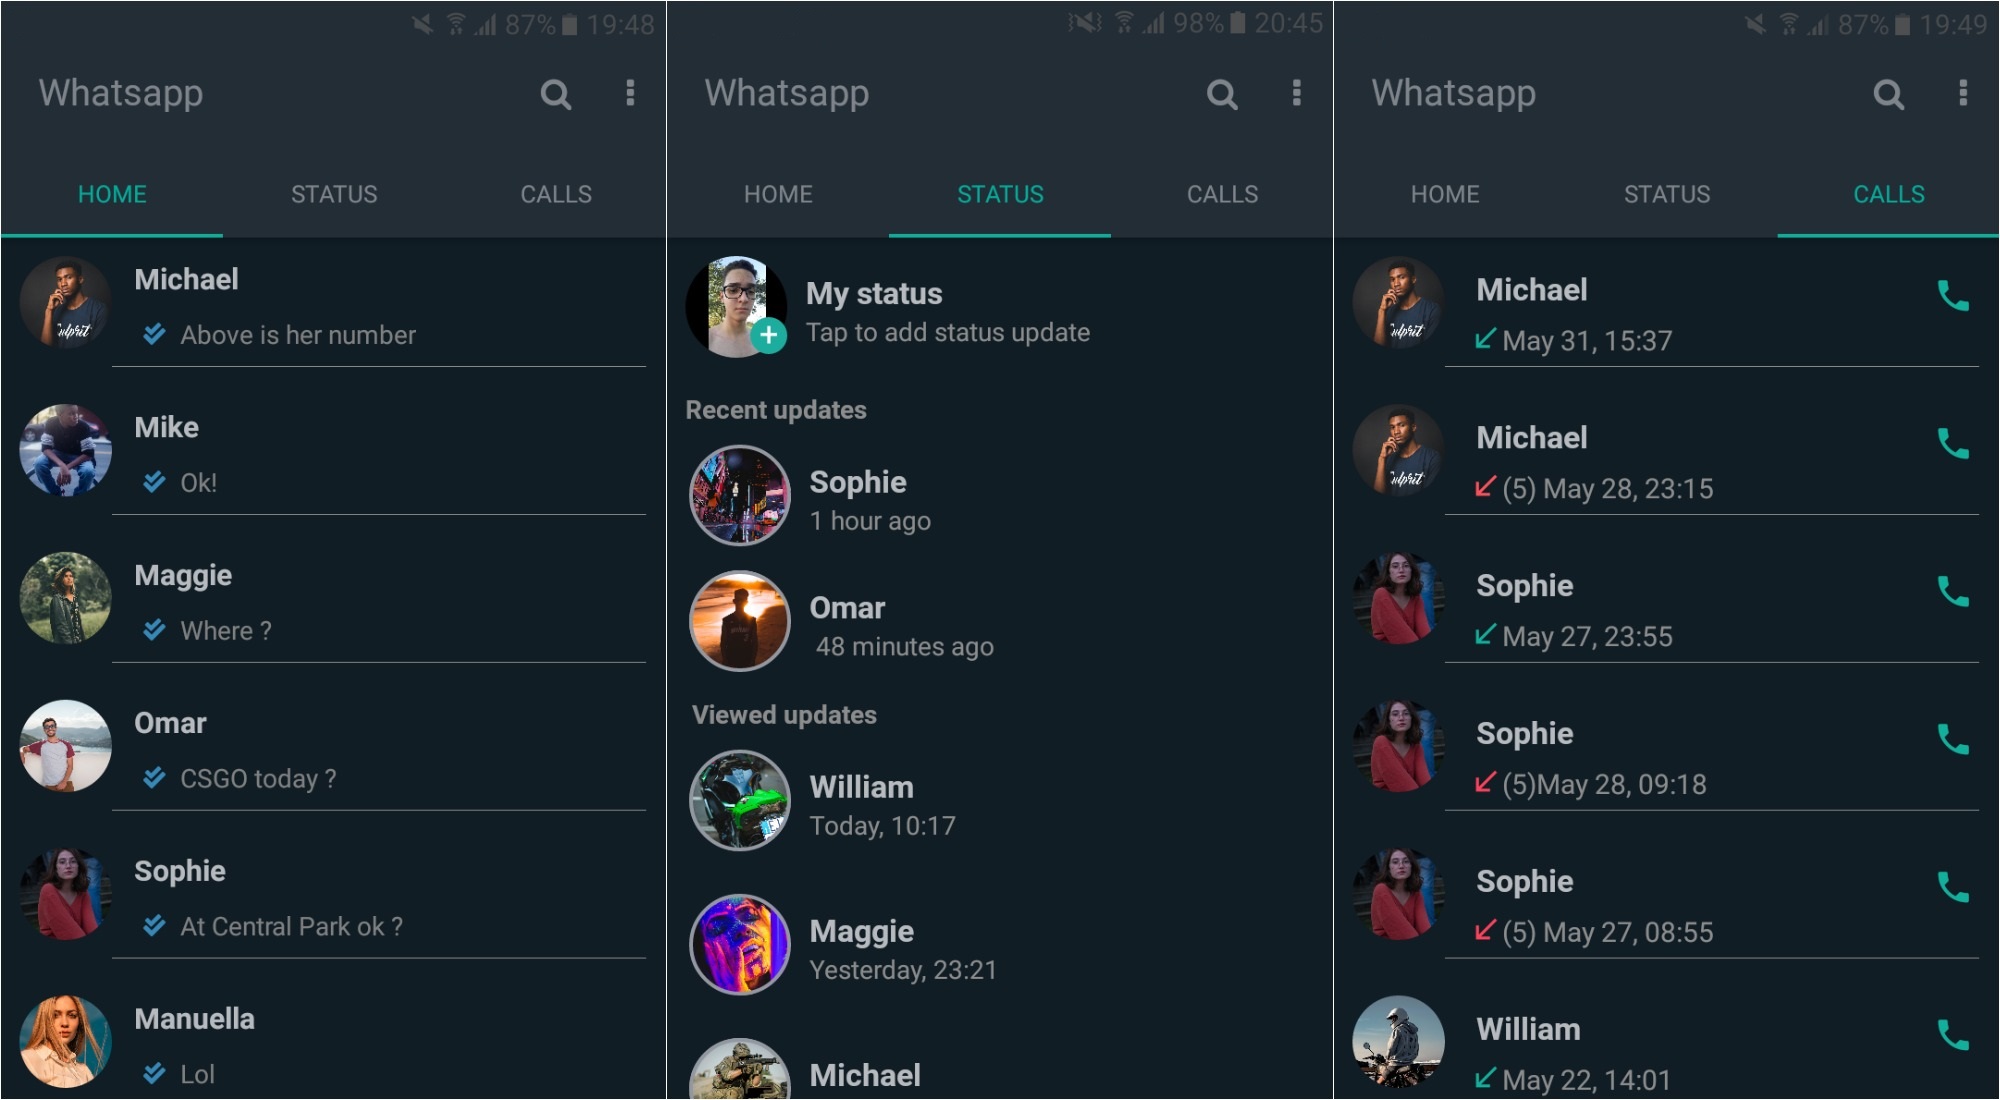 87% 19:48
Whatsapp
HOME STATUS CALLS
Michael
Above is her number
Mike
Ok!
Maggie
Where ?
Omar
CSGO today ?
Sophie
At Central Park ok ?
Manuella
Lol
98% 20:45
Whatsapp
HOME STATUS CALLS
My status
Tap to add status update
Recent updates
Sophie
1 hour ago
Omar
48 minutes ago
Viewed updates
William
Today, 10:17
Maggie
Yesterday, 23:21
Michael
87% 19:49
Whatsapp
HOME STATUS CALLS
Michael
May 31, 15:37
Michael
(5) May 28, 23:15
Sophie
May 27, 23:55
Sophie
(5)May 28, 09:18
Sophie
(5) May 27, 08:55
William
May 22, 14:01